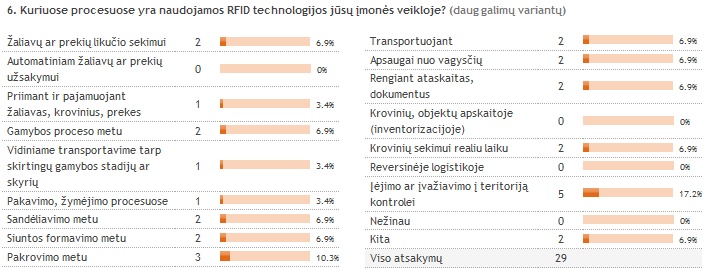 6. Kuriuose procesuose yra naudojamos RFID technologijos jūsų įmonės veikloje? (daug galimų variantų)
Žaliavų ar prekių likučio sekimui 2 6.9%
Automatiniam žaliavų ar prekių
užsakymui 0 0%
Priimant ir pajamuojant
žaliavas, krovinius, prekes 1 3.4%
Gamybos proceso metu 2 6.9%
Vidiniame transportavime tarp
skirtingų gamybos stadijų ar
skyrių 1 3.4%
Pakavimo, žymėjimo procesuose 1 3.4%
Sandėliavimo metu 2 6.9%
Siuntos formavimo metu 2 6.9%
Pakrovimo metu 3 10.3%
Transportuojant 2 6.9%
Apsaugai nuo vagysčių 2 6.9%
Rengiant ataskaitas,
dokumentus 2 6.9%
Krovinių, objektų apskaitoje
(inventorizacijoje) 0 0%
Krovinių sekimui realiu laiku 2 6.9%
Reversinėje logistikoje 0 0%
Įėjimo ar įvažiavimo į teritoriją
kontrolei 5 17.2%
Nežinau 0 0%
Kita 2 6.9%
Viso atsakymų 29